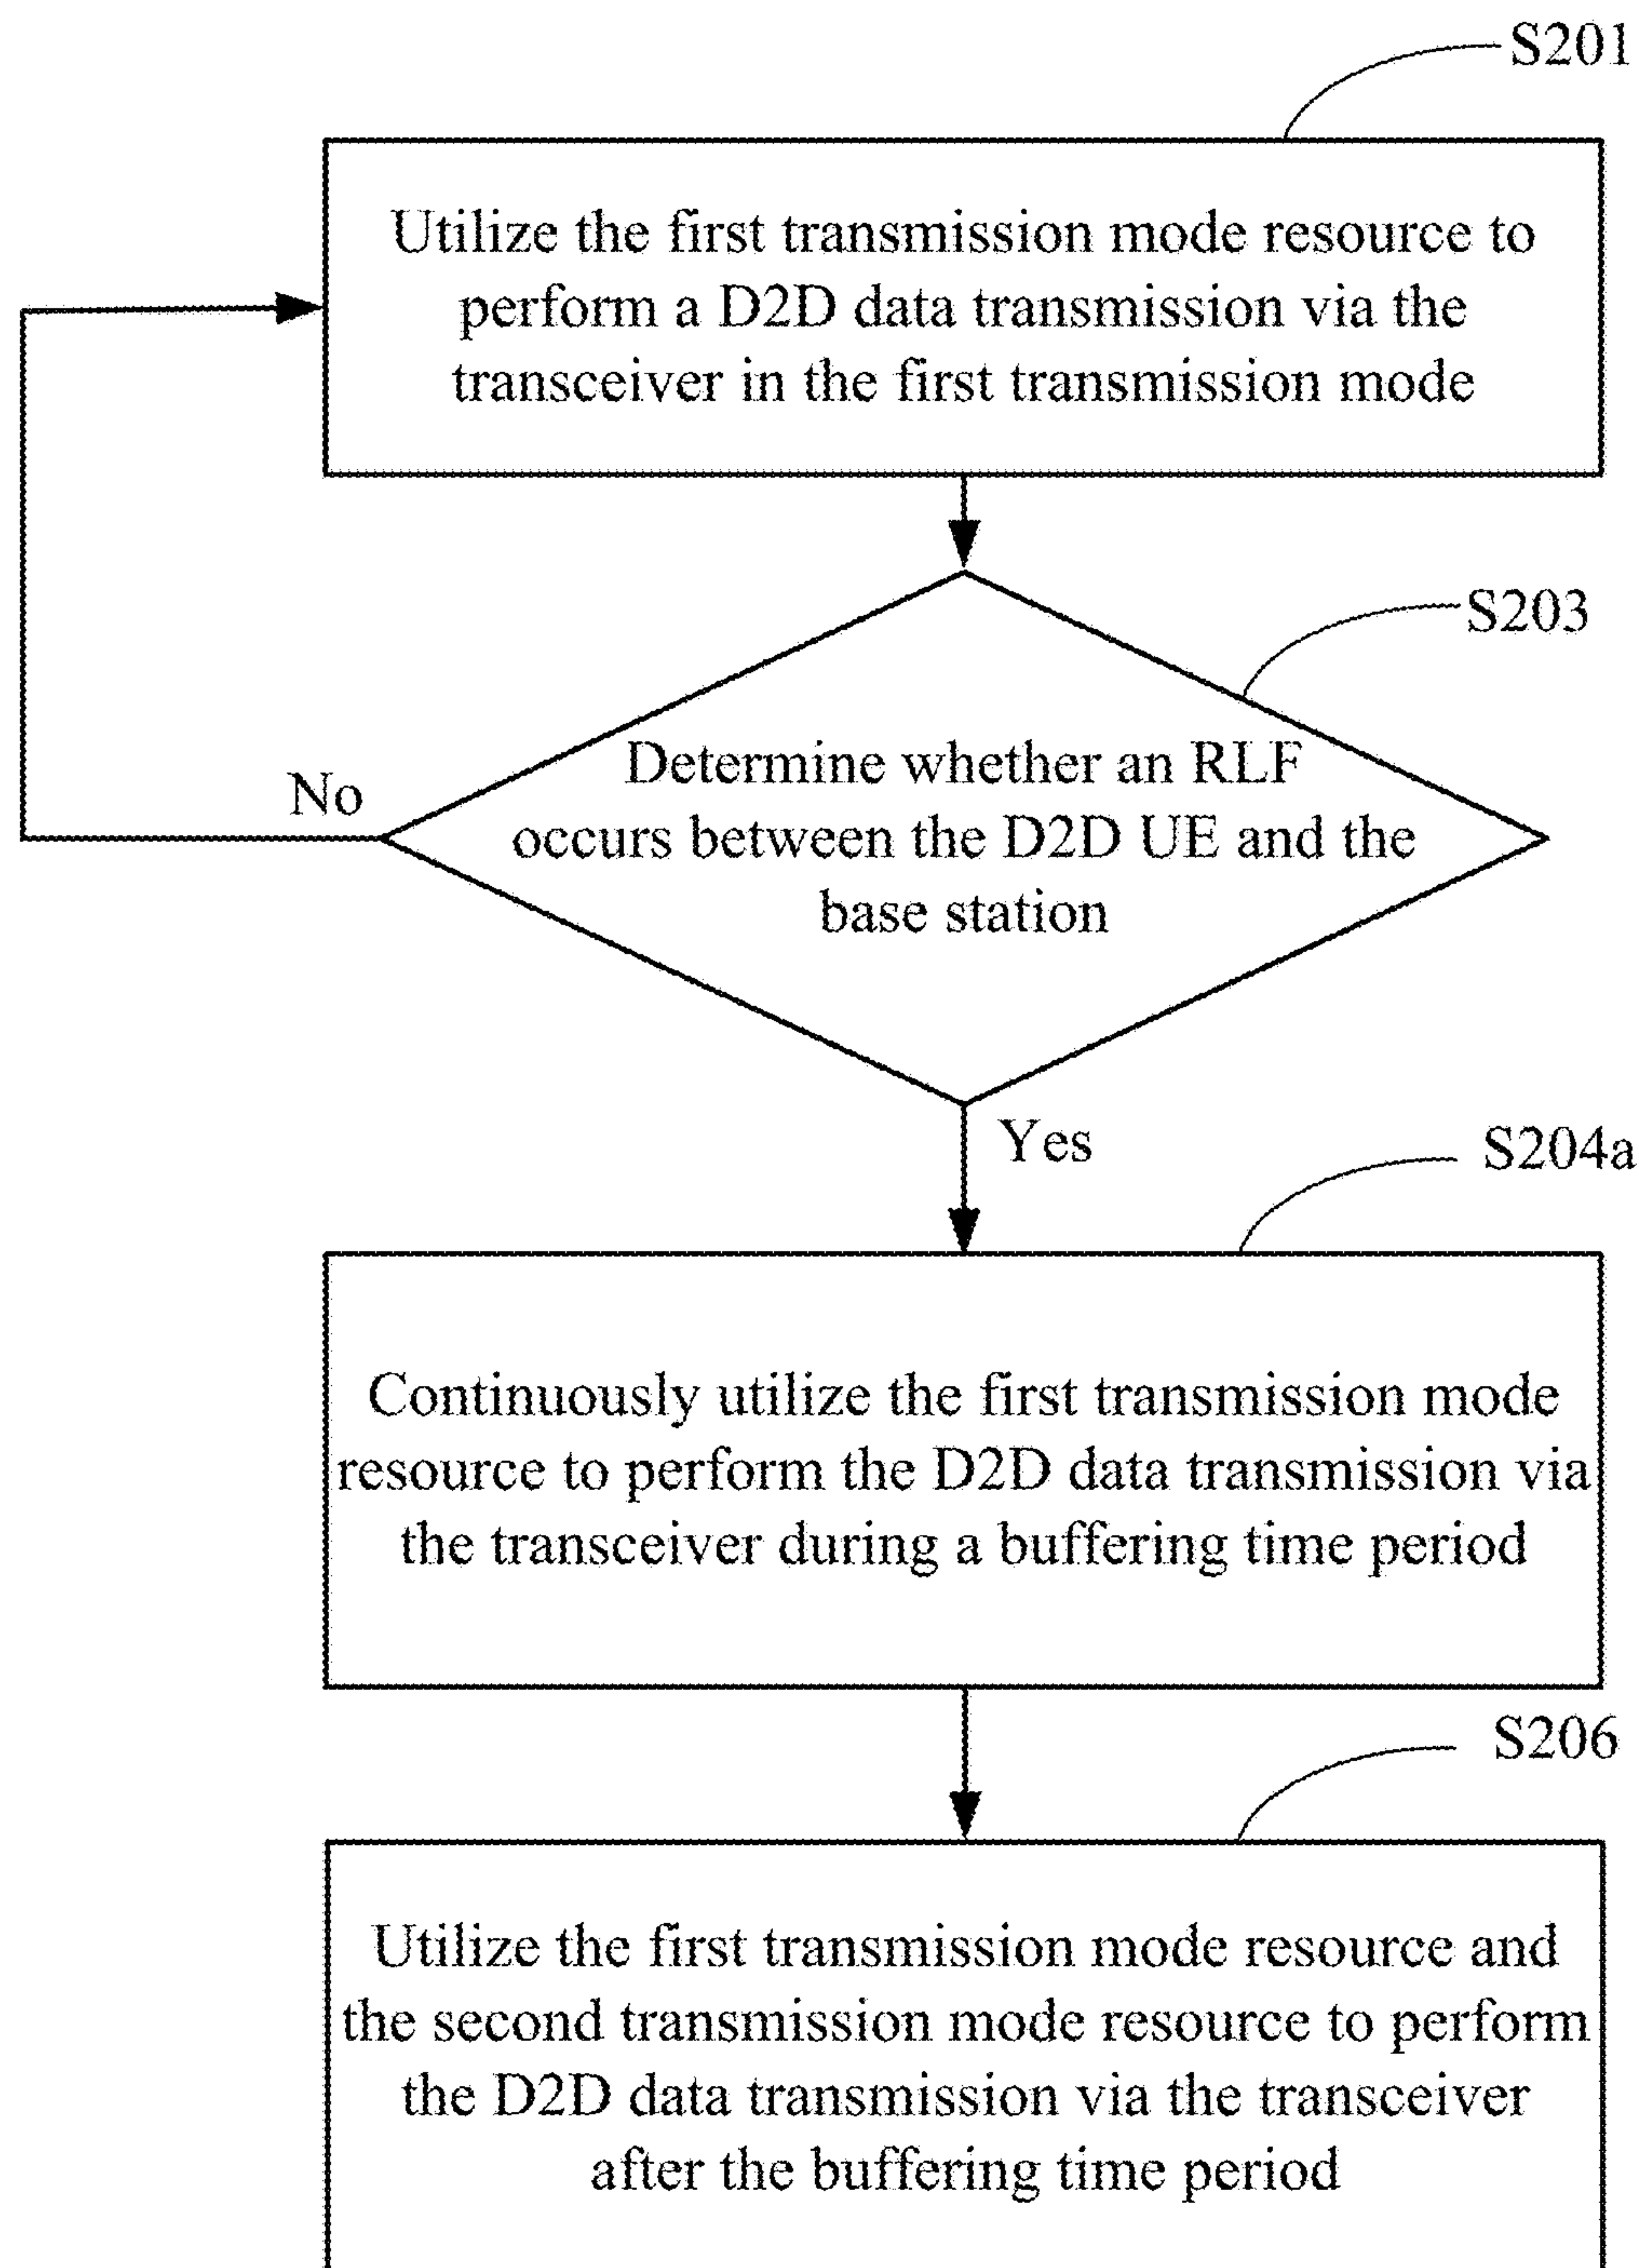 S201
Utilize the first transmission mode resource to
perform a D2D data transmission via the
transceiver in the first transmission mode
S203
Determine whether an RLF
occurs between the D2D UE and the
base station
No
Yes
S204a
Continuously utilize the first transmission mode
resource to perform the D2D data transmission via
the transceiver during a buffering time period
S206
Utilize the first transmission mode resource and
the second transmission mode resource to perform
the D2D data transmission via the transceiver
after the buffering time period